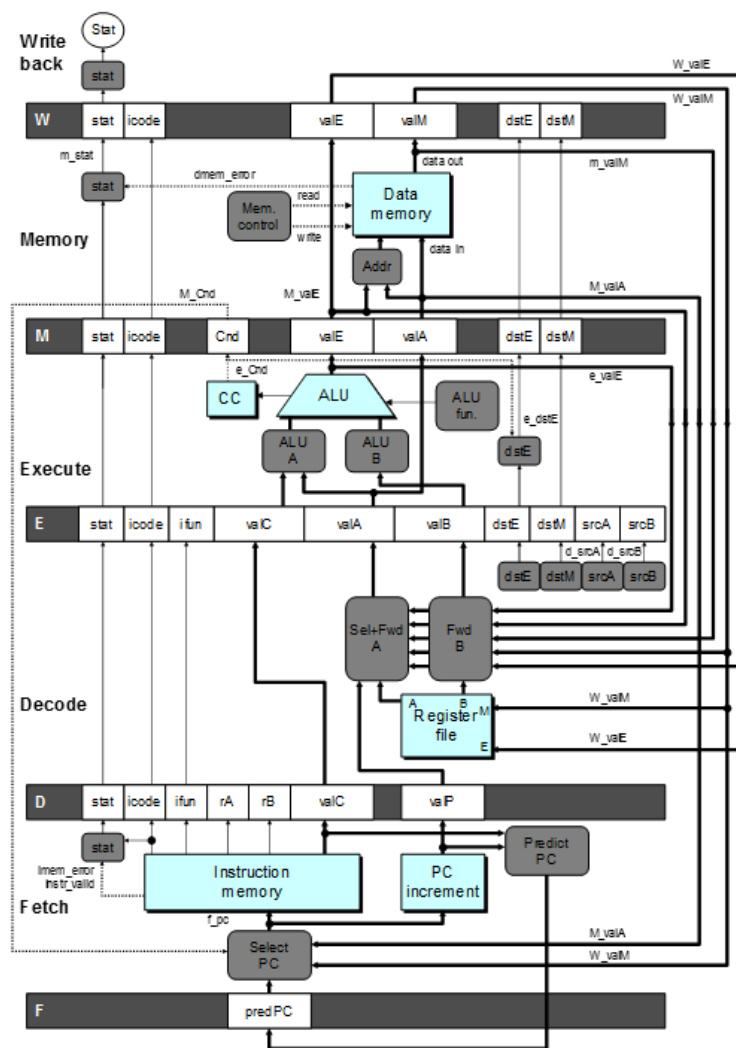 Stat
Write
back
stat
W_valE
W_valM
W stat icode valE valM dstE dstM
m_stat
data out
m_valM
dmem_error
stat
read
Mem.
control
Data
memory
write
Memory
data in
Addr
M_Cnd
M_valE
M_valA
M stat icode Cnd valE valA dstE dstM
e_Cnd
e_valE
CC
ALU
ALU
fun.
e_dstE
ALU
A
ALU
B
dstE
Execute
E stat icode ifun valC valA valB dstE dstM srcA srcB
d_srcA d_srcB
dstE dstM srcA srcB
Sel+Fwd
A
Fwd
B
Decode
A B
W_valM
Register
file
M
E
W_valE
D stat icode ifun rA rB valC valP
stat
Predict
PC
Imem_error
Instr_valid
Instruction
memory
PC
increment
Fetch
f_pc
Select
PC
M_valA
W_valM
F predPC